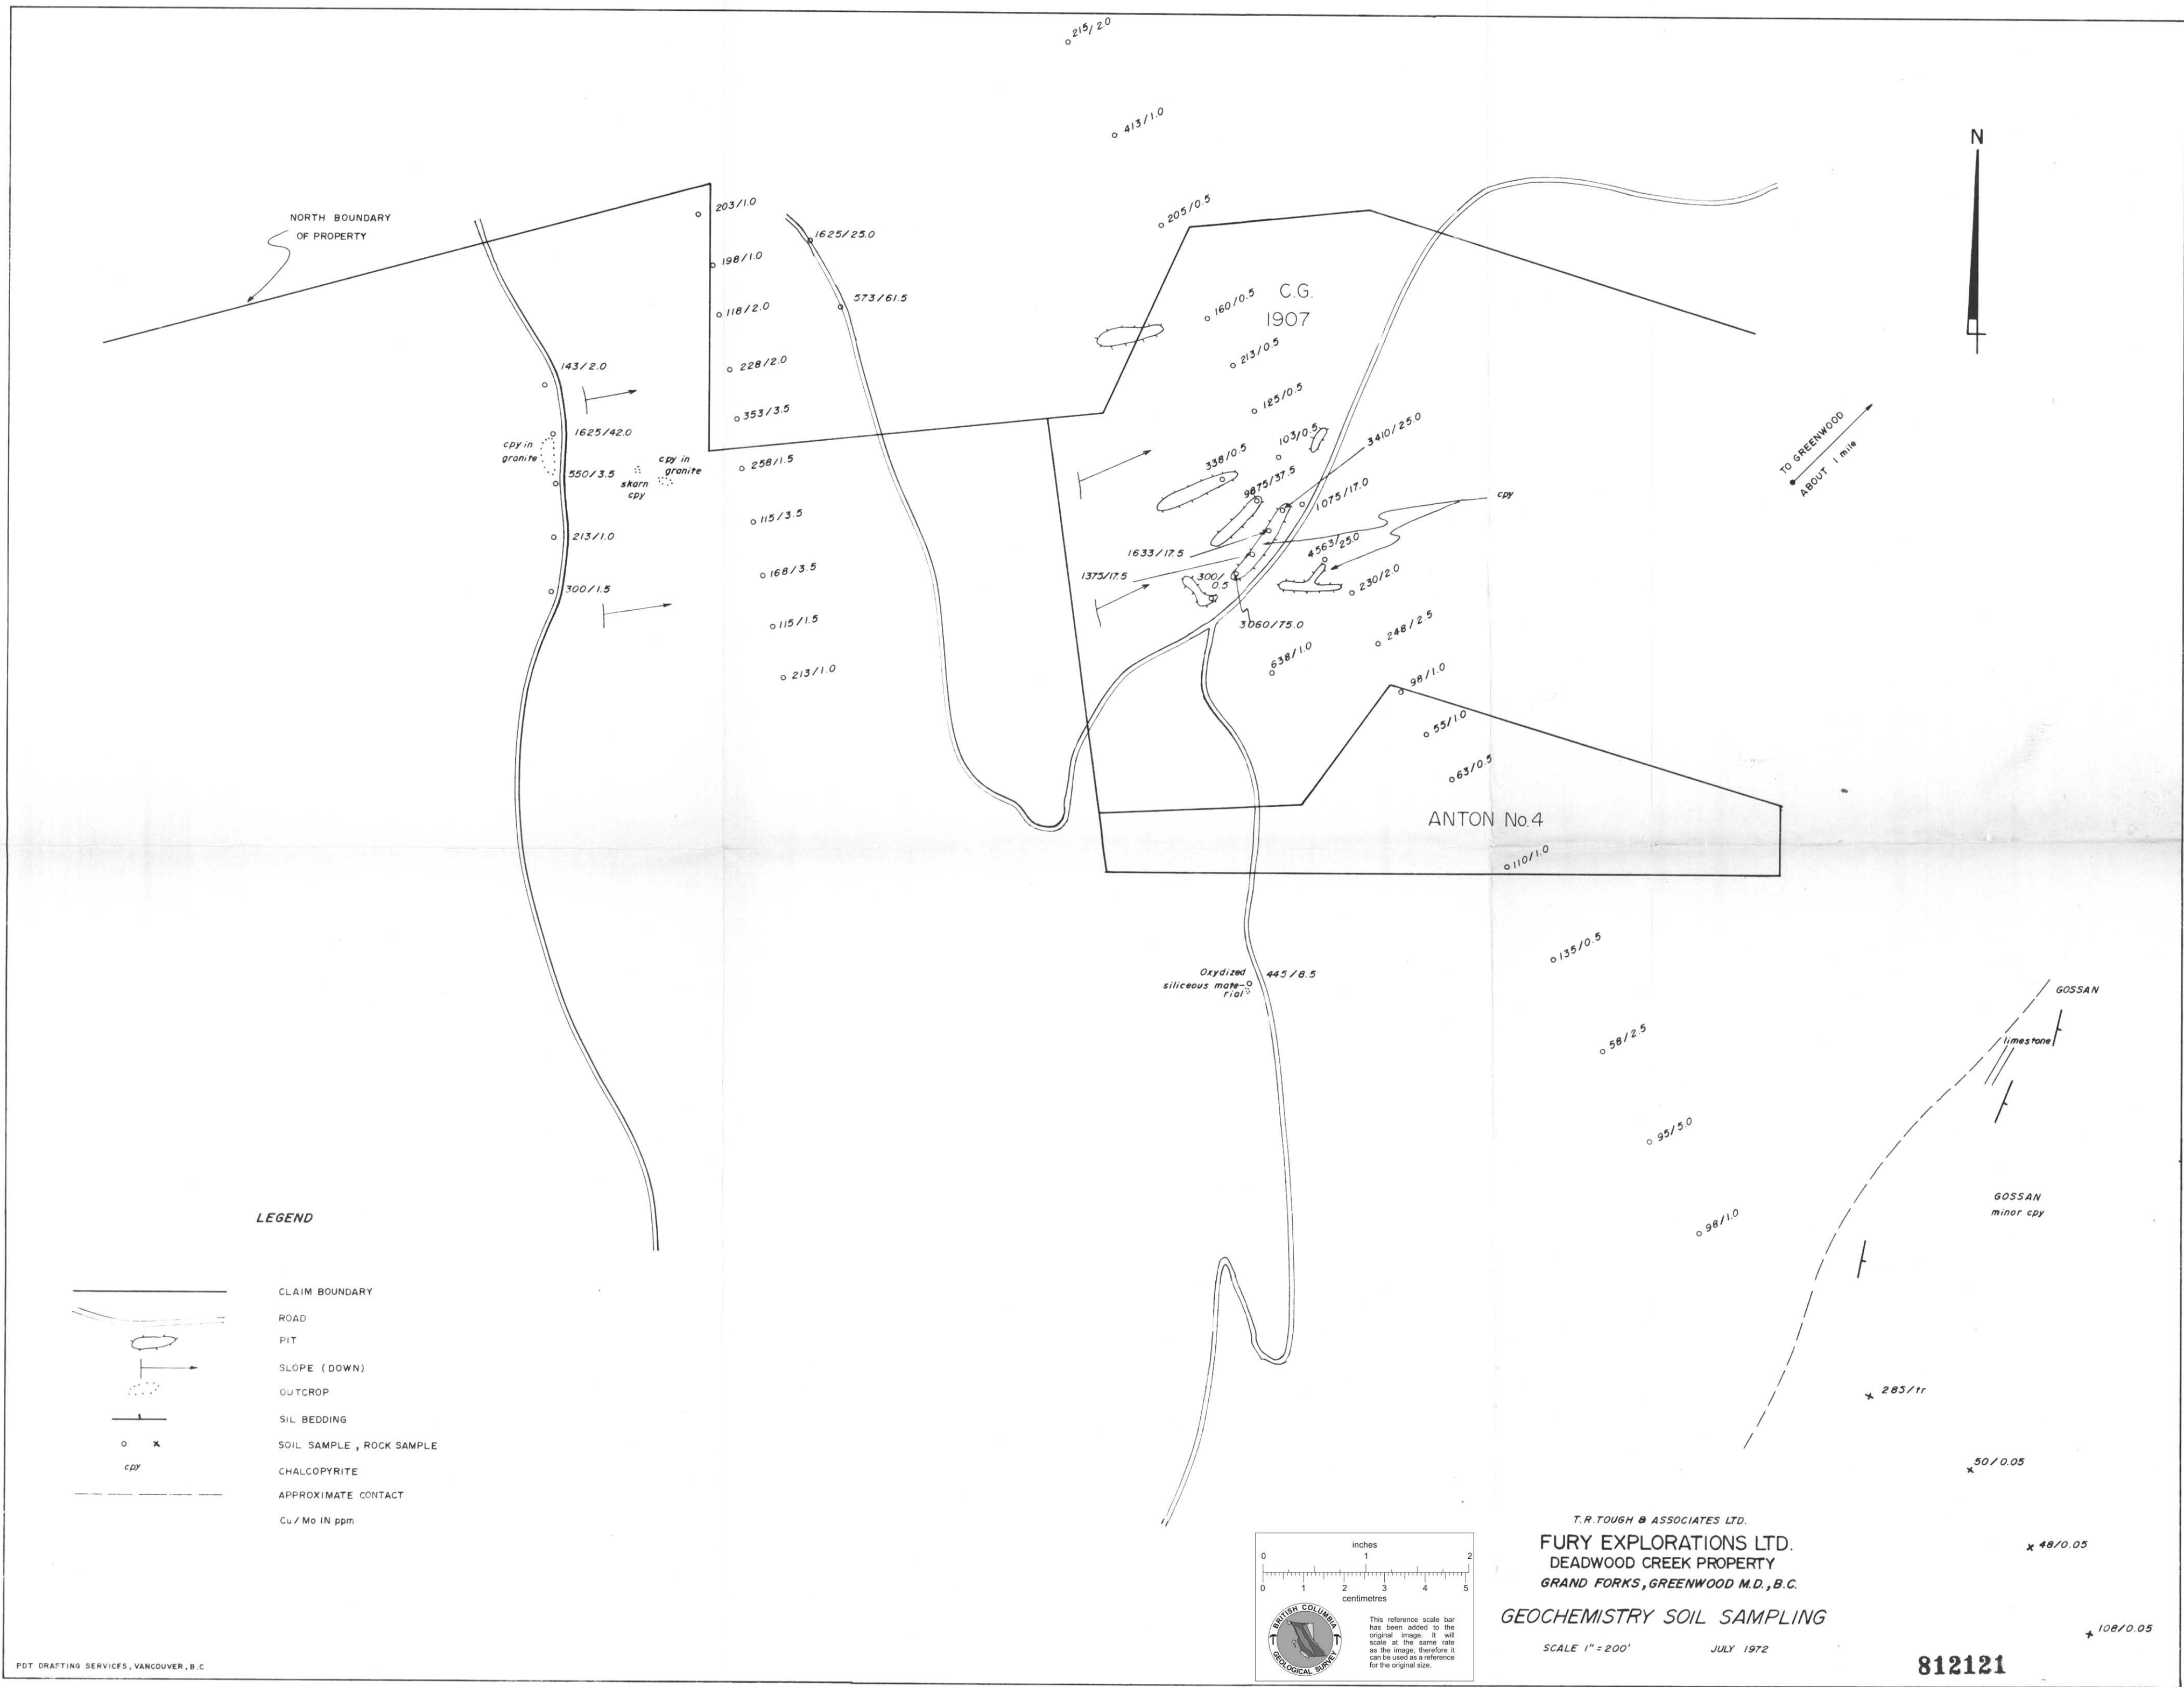 215/2.0
413/1.0
N
NORTH BOUNDARY
OF PROPERTY
203/1.0
205/0.5
1625/25.0
198/1.0
C.G.
1907
573/61.5
118/2.0
160/0.5
213/0.5
143/2.0
228/2.0
125/0.5
353/3.5
TO GREENWOOD
ABOUT 1 mile
1625/42.0
103/0.5
3410/25.0
cpy in
granite
258/1.5
338/0.5
550/3.5
skarn
cpy
cpy in
granite
9875/37.5
1075/17.0
cpy
115/3.5
213/1.0
1633/17.5
4563/25.0
168/3.5
1375/17.5
300/
0.5
230/2.0
300/1.5
115/1.5
3060/75.0
248/2.5
638/1.0
213/1.0
98/1.0
55/1.0
63/0.5
ANTON No.4
110/1.0
135/0.5
Oxydized
siliceous mate-
rial
445/8.5
GOSSAN
limestone
58/2.5
95/5.0
GOSSAN
minor cpy
98/1.0
LEGEND
CLAIM BOUNDARY
ROAD
PIT
SLOPE (DOWN)
OUTCROP
SIL BEDDING
SOIL SAMPLE, ROCK SAMPLE
cpy
CHALCOPYRITE
APPROXIMATE CONTACT
Cu/Mo IN ppm
285/tr
50/0.05
48/0.05
108/0.05
inches
0 1 2
0 1 2 3 4 5
centimetres
BRITISH COLUMBIA
GEOLOGICAL SURVEY
This reference scale bar
has been added to the
original image. It will
scale at the same rate
as the image, therefore it
can be used as a reference
for the original size.
T.R.TOUGH & ASSOCIATES LTD.
FURY EXPLORATIONS LTD.
DEADWOOD CREEK PROPERTY
GRAND FORKS, GREENWOOD M.D., B.C.
GEOCHEMISTRY SOIL SAMPLING
SCALE 1" = 200' JULY 1972
812121
PDT DRAFTING SERVICES, VANCOUVER, B.C